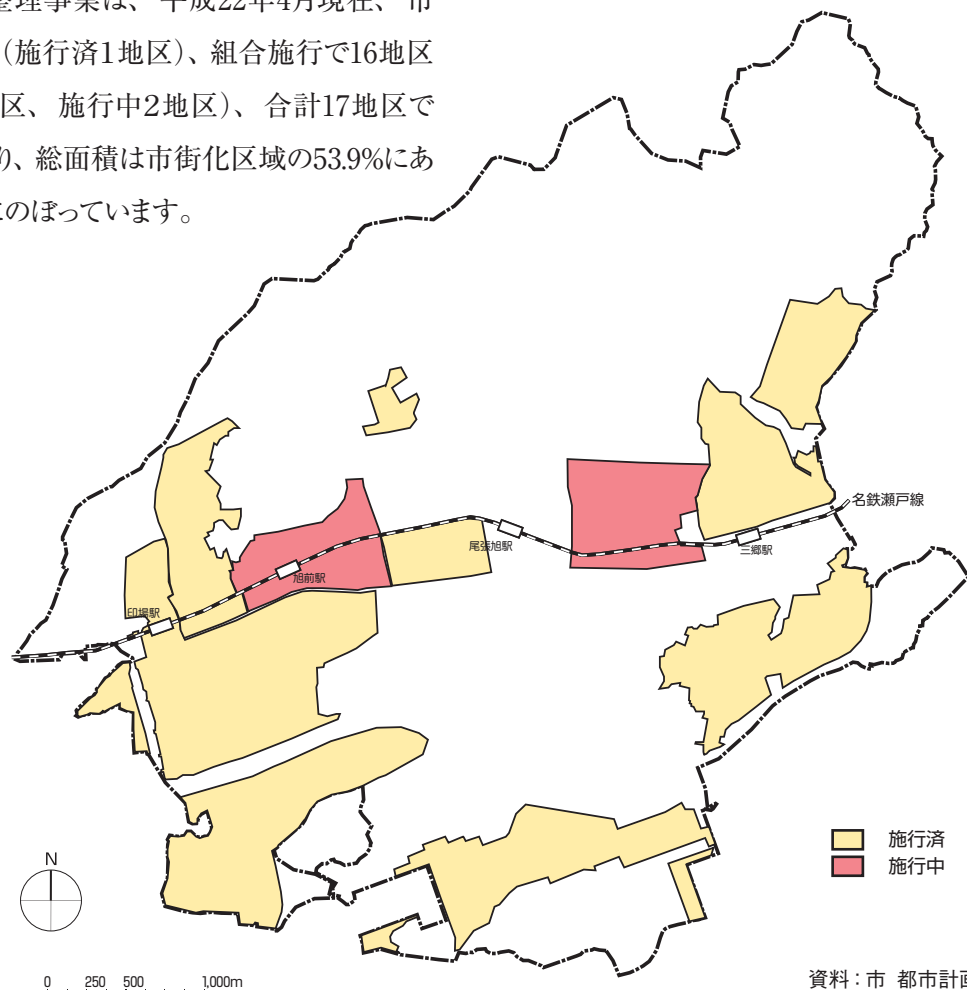 整理事業は、平成22年4月現在、市
（施行済1地区）、組合施行で16地区
区、施行中2地区）、合計17地区で
り、総面積は市街化区域の53.9%にあ
のぼっています。
名鉄瀬戸線
尾張旭駅
三郷駅
旭前駅
印場駅
施行済
施行中
N
0 250 500 1,000m
資料：市 都市計画